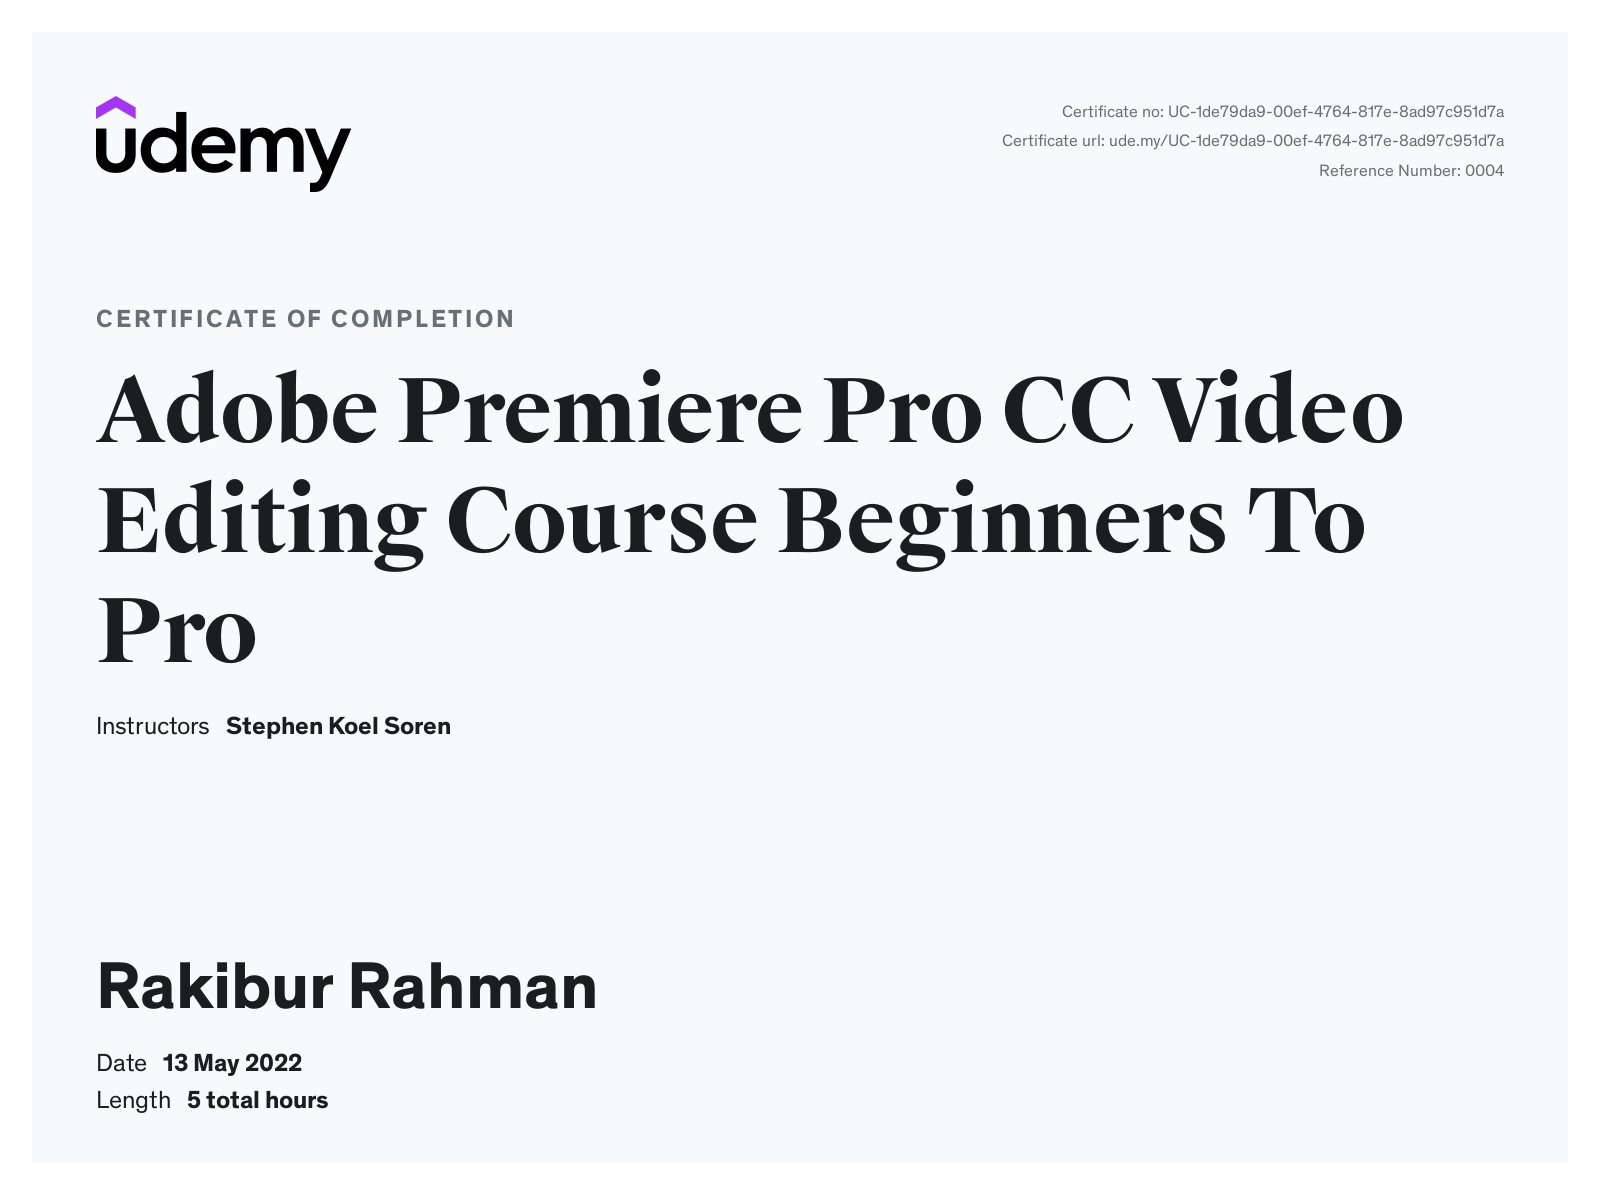 udemy
Certificate no: UC-1de79da9-00ef-4764-817e-8ad97c951d7a
Certificate url: ude.my/UC-1de79da9-00ef-4764-817e-8ad97c951d7a
Reference Number: 0004
CERTIFICATE OF COMPLETION
Adobe Premiere Pro CC Video
Editing Course Beginners To
Pro
Instructors Stephen Koel Soren
Rakibur Rahman
Date 13 May 2022
Length 5 total hours